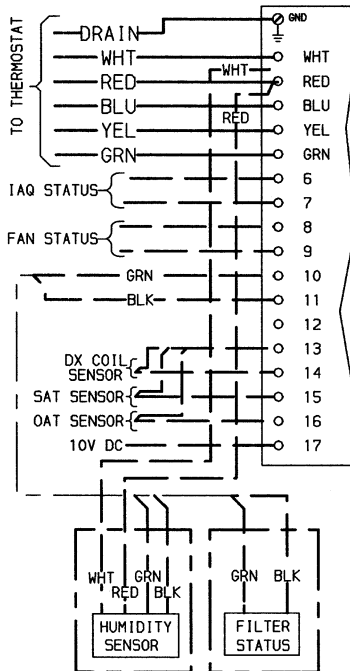 GND
DRAIN
TO THERMOSTAT
WHT WHT WHT
RED RED
BLU BLU
RED
YEL YEL
GRN GRN
IAQ STATUS 6
7
FAN STATUS 8
9
GRN 10
BLK 11
12
13
DX COIL SENSOR 14
SAT SENSOR 15
OAT SENSOR 16
10V DC 17
WHT RED GRN BLK GRN BLK
HUMIDITY SENSOR
FILTER STATUS